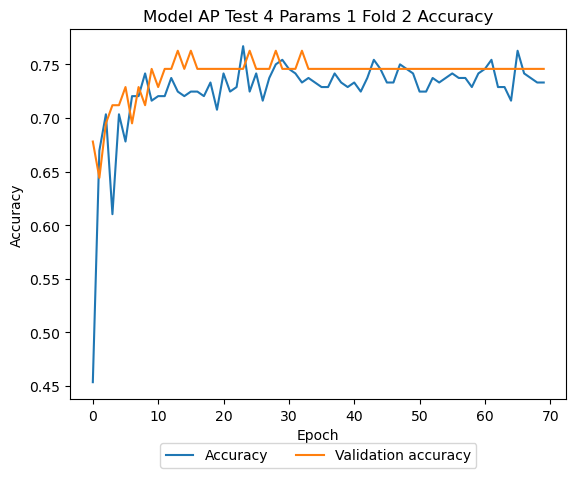 Model AP Test 4 Params 1 Fold 2 Accuracy
Accuracy
0.75
0.70
0.65
0.60
0.55
0.50
0.45
0 10 20 30 40 50 60 70
Epoch
Accuracy Validation accuracy